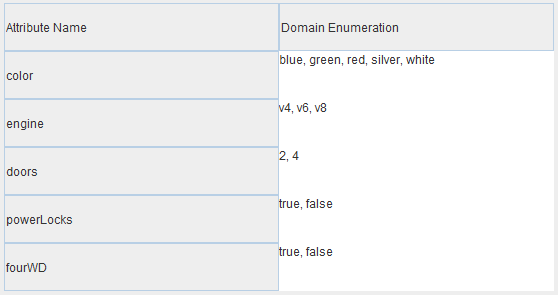 Attribute Name Domain Enumeration
color blue, green, red, silver, white
engine v4, v6, v8
doors 2, 4
powerLocks true, false
fourWD true, false